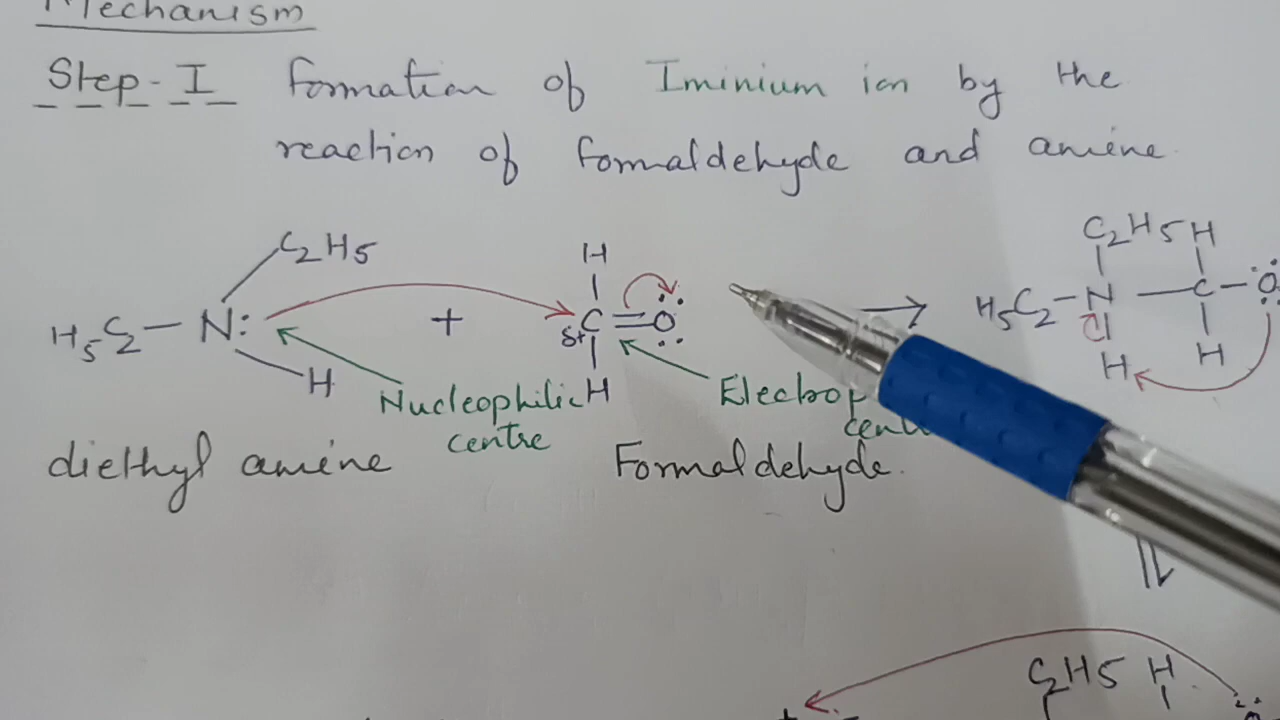 Mechanism
Step-I Formation of Iminium ion by the
reaction of formaldehyde and amine
C2H5 H
C2H5 H
H5C2 — N: + δ+ C = O → H5C2 — N — C — O
H H H H
Nucleophilic
centre
diethyl amine Formaldehyde.
C2H5 H